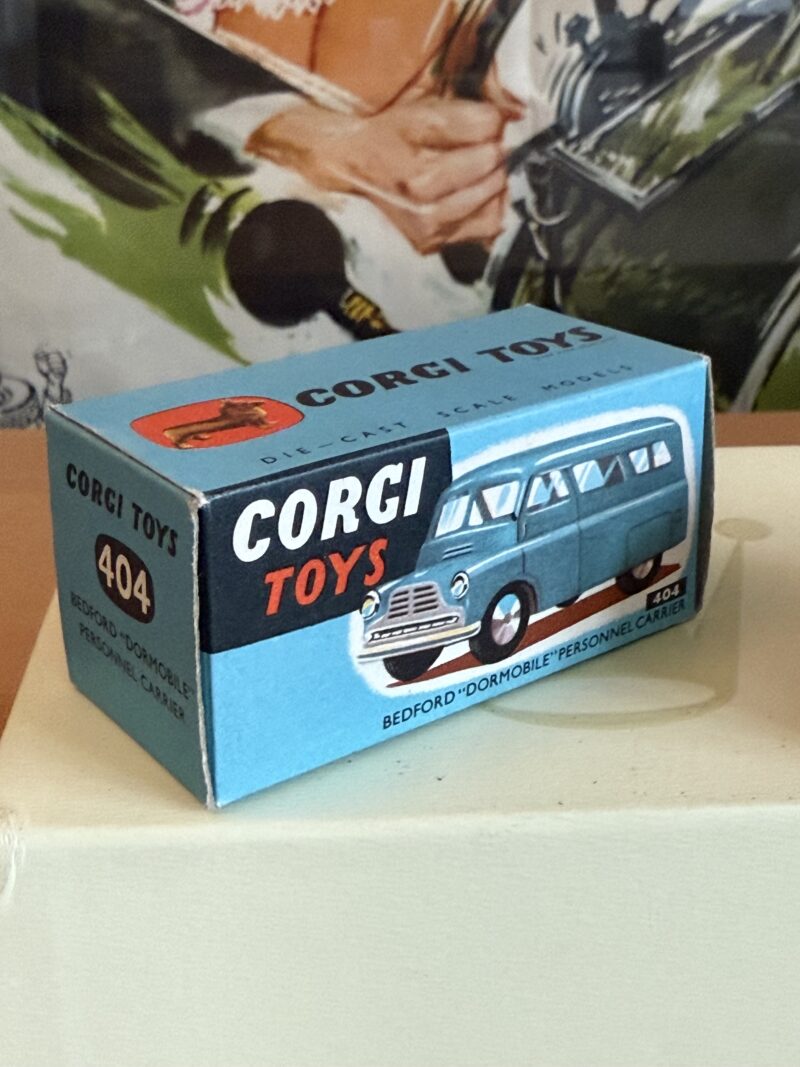 CORGI TOYS
DIE-CAST SCALE MODELS
CORGI
TOYS
404
BEDFORD "DORMOBILE" PERSONNEL CARRIER
CORGI TOYS
404
BEDFORD "DORMOBILE"
PERSONNEL CARRIER